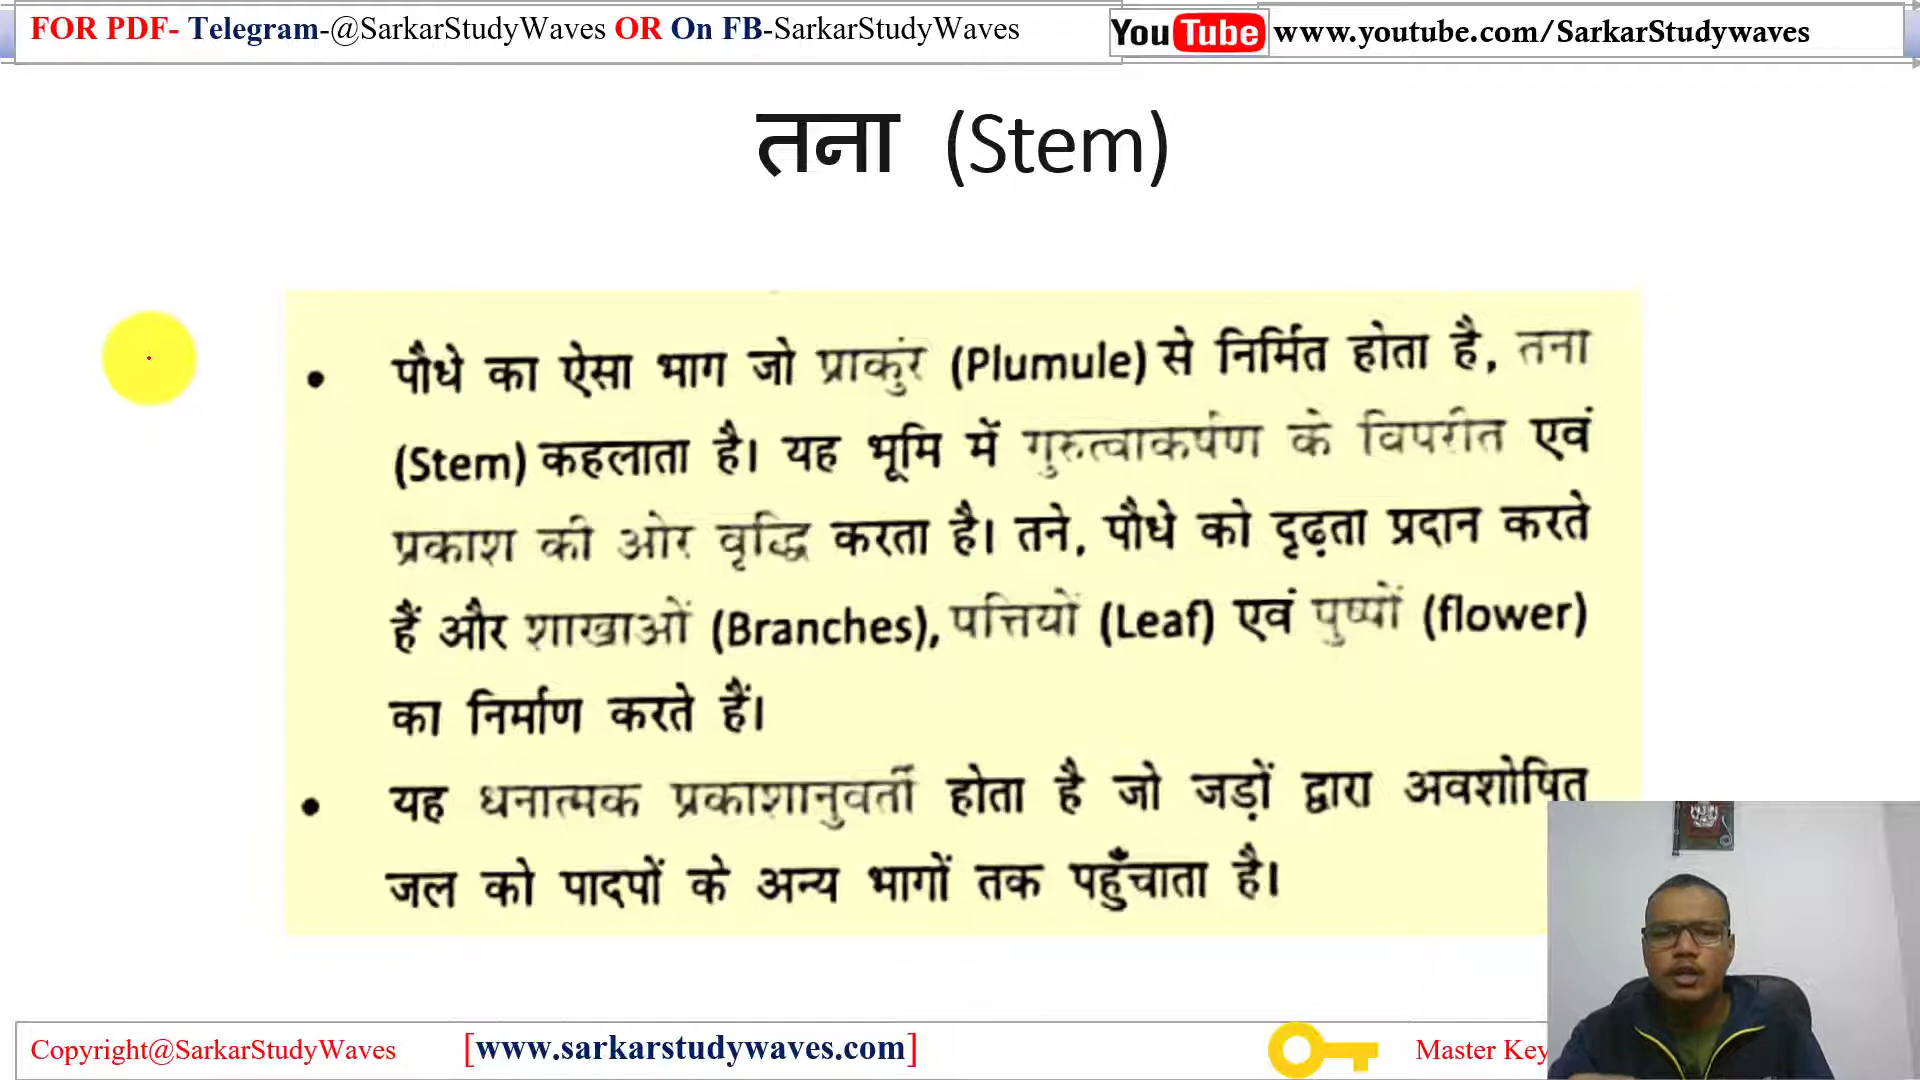 FOR PDF- Telegram-@SarkarStudyWaves OR On FB-SarkarStudyWaves
YouTube www.youtube.com/SarkarStudywaves
तना (Stem)
• पौधे का ऐसा भाग जो प्राकुंर (Plumule) से निर्मित होता है, तना
(Stem) कहलाता है। यह भूमि में गुरुत्वाकर्षण के विपरीत एवं
प्रकाश की ओर वृद्धि करता है। तने, पौधे को दृढ़ता प्रदान करते
हैं और शाखाओं (Branches), पत्तियों (Leaf) एवं पुष्पों (flower)
का निर्माण करते हैं।
• यह धनात्मक प्रकाशानुवर्ती होता है जो जड़ों द्वारा अवशोषित
जल को पादपों के अन्य भागों तक पहुँचाता है।
Copyright@SarkarStudyWaves [www.sarkarstudywaves.com] Master Key